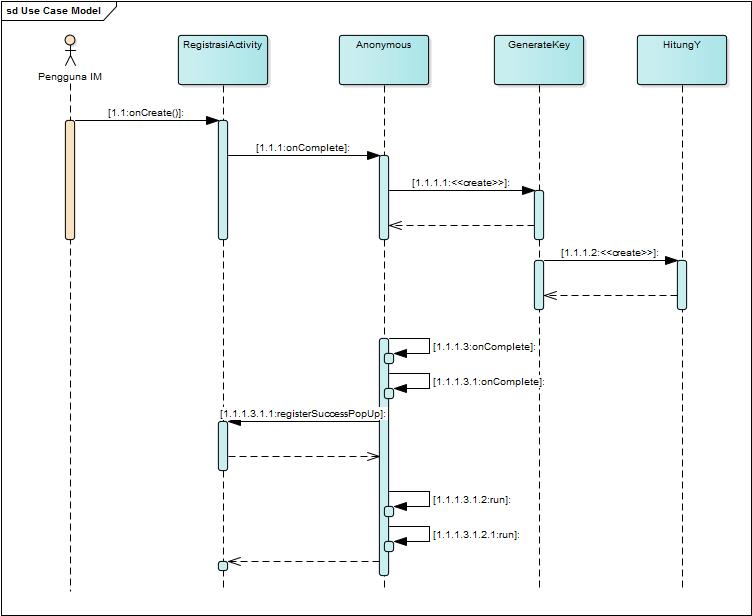 sd Use Case Model
Pengguna IM
RegistrasiActivity
Anonymous
GenerateKey
HitungY
[1.1:onCreate()]:
[1.1.1:onComplete]:
[1.1.1.1:<<create>>]:
[1.1.1.2:<<create>>]:
[1.1.1.3:onComplete]:
[1.1.1.3.1:onComplete]:
[1.1.1.3.1.1:registerSuccessPopUp]:
[1.1.1.3.1.2:run]:
[1.1.1.3.1.2.1:run]: